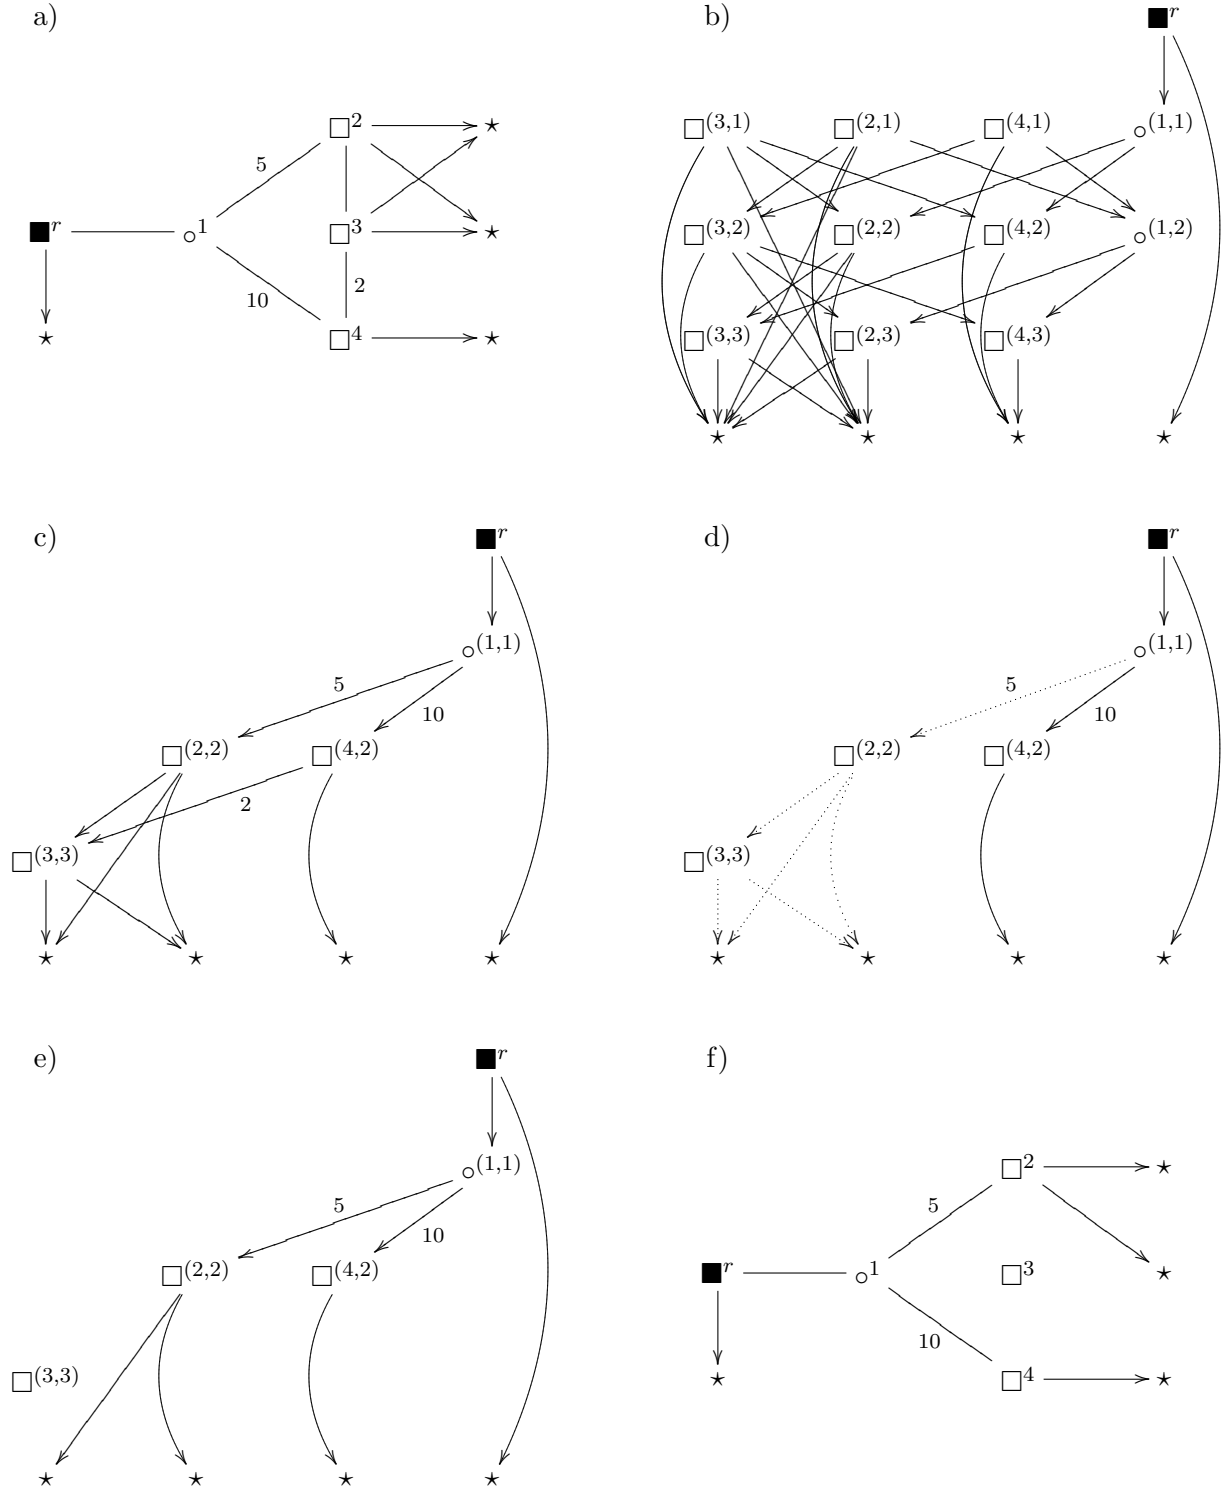 a)
b)
■r
□2 ⋆
□(3,1) □(2,1) □(4,1) ○(1,1)
5
■r ○1 □3 ⋆
□(3,2) □(2,2) □(4,2) ○(1,2)
10 2
⋆ □4 ⋆
□(3,3) □(2,3) □(4,3)
⋆ ⋆ ⋆ ⋆
c)
■r
○(1,1)
5
10
□(2,2) □(4,2)
2
□(3,3)
⋆ ⋆ ⋆ ⋆
d)
■r
○(1,1)
5
10
□(2,2) □(4,2)
□(3,3)
⋆ ⋆ ⋆ ⋆
e)
■r
○(1,1)
5
10
□(2,2) □(4,2)
□(3,3)
⋆ ⋆ ⋆ ⋆
f)
□2 ⋆
5
■r ○1 □3 ⋆
10
⋆ □4 ⋆